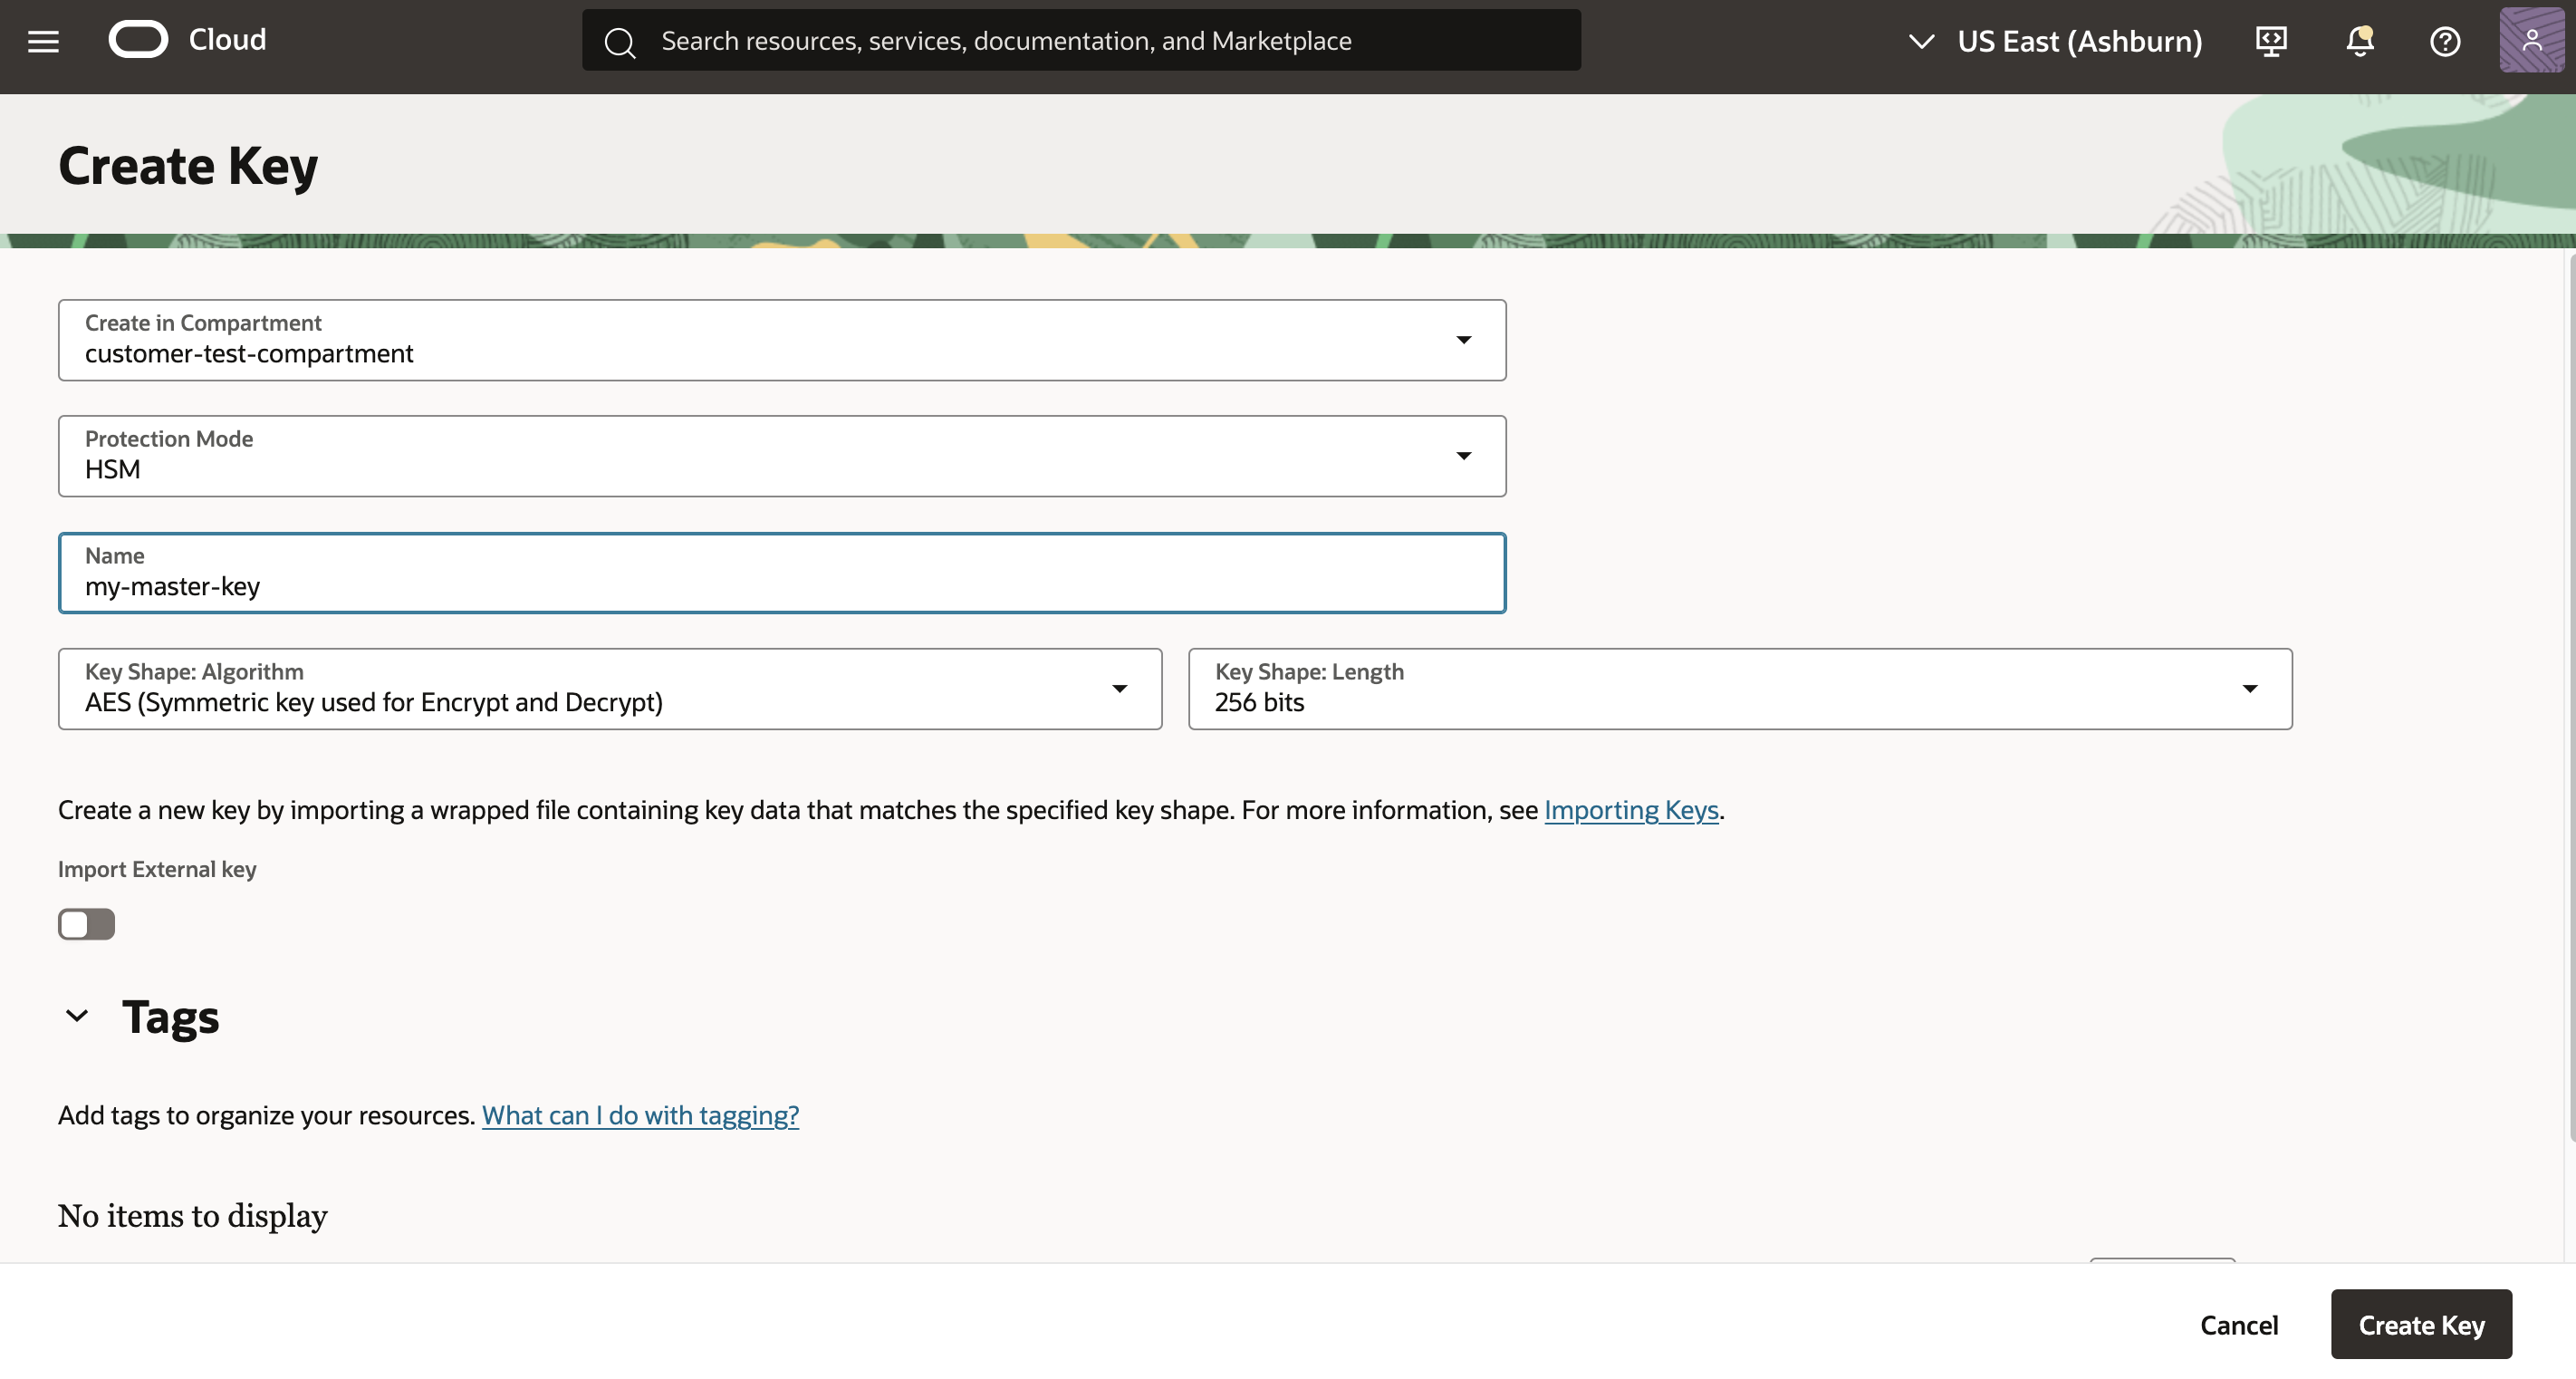 Cloud
Search resources, services, documentation, and Marketplace
US East (Ashburn)
Create Key
Create in Compartment
customer-test-compartment
Protection Mode
HSM
Name
my-master-key
Key Shape: Algorithm
AES (Symmetric key used for Encrypt and Decrypt)
Key Shape: Length
256 bits
Create a new key by importing a wrapped file containing key data that matches the specified key shape. For more information, see Importing Keys.
Import External key
Tags
Add tags to organize your resources. What can I do with tagging?
No items to display
Cancel
Create Key